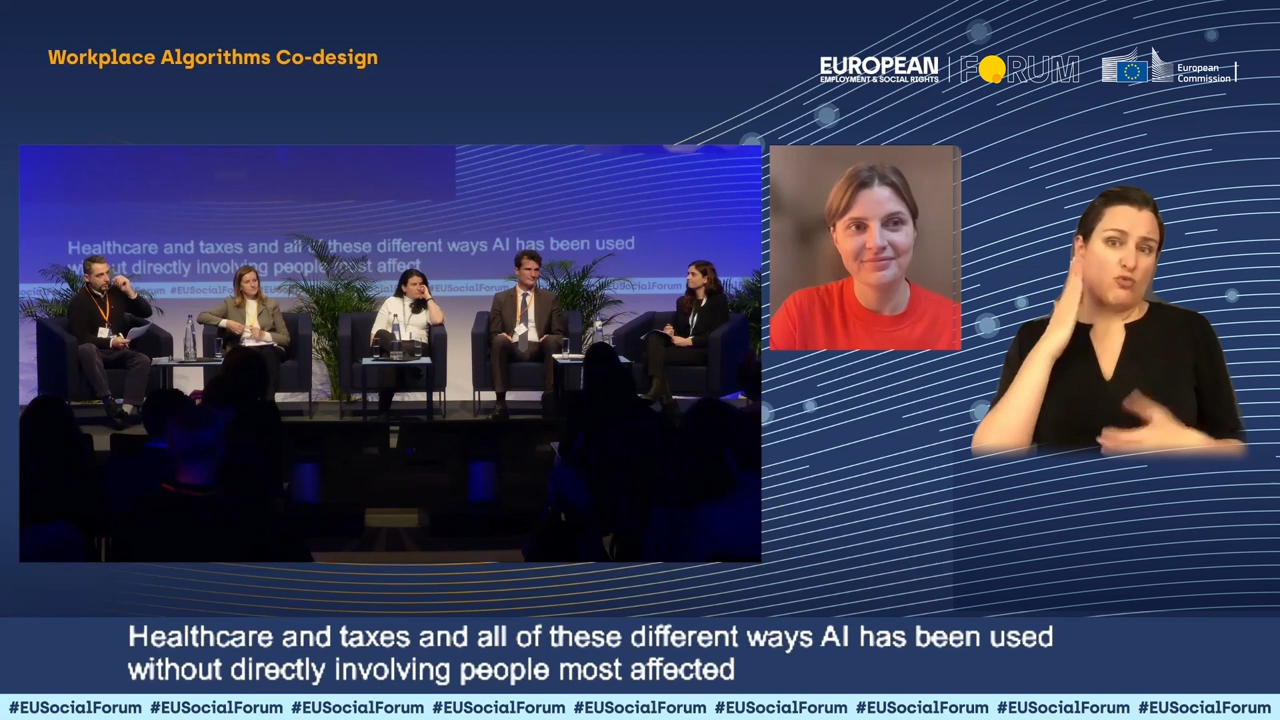 Workplace Algorithms Co-design
EUROPEAN
EMPLOYMENT & SOCIAL RIGHTS
FORUM
European
Commission
Healthcare and taxes and all of these different ways AI has been used
without directly involving people most affect
#EUSocialForum #EUSocialForum
Healthcare and taxes and all of these different ways AI has been used
without directly involving people most affected
#EUSocialForum #EUSocialForum #EUSocialForum #EUSocialForum #EUSocialForum #EUSocialForum #EUSocialForum #EUSocialForum #EUSocialForum